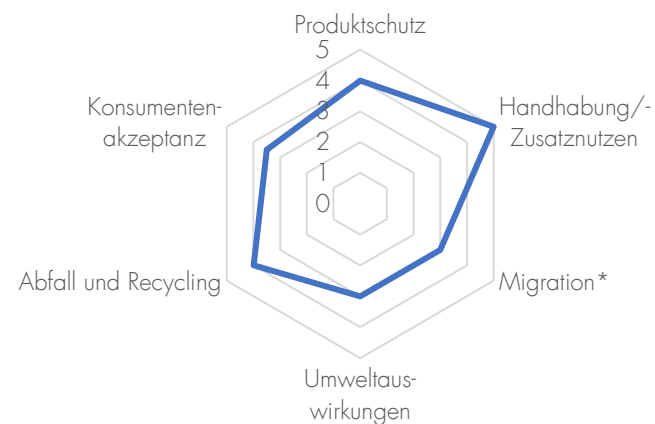 Produktschutz
5
4
3
2
1
0
Handhabung/-
Zusatznutzen
Migration*
Umweltaus-
wirkungen
Abfall und Recycling
Konsumenten-
akzeptanz